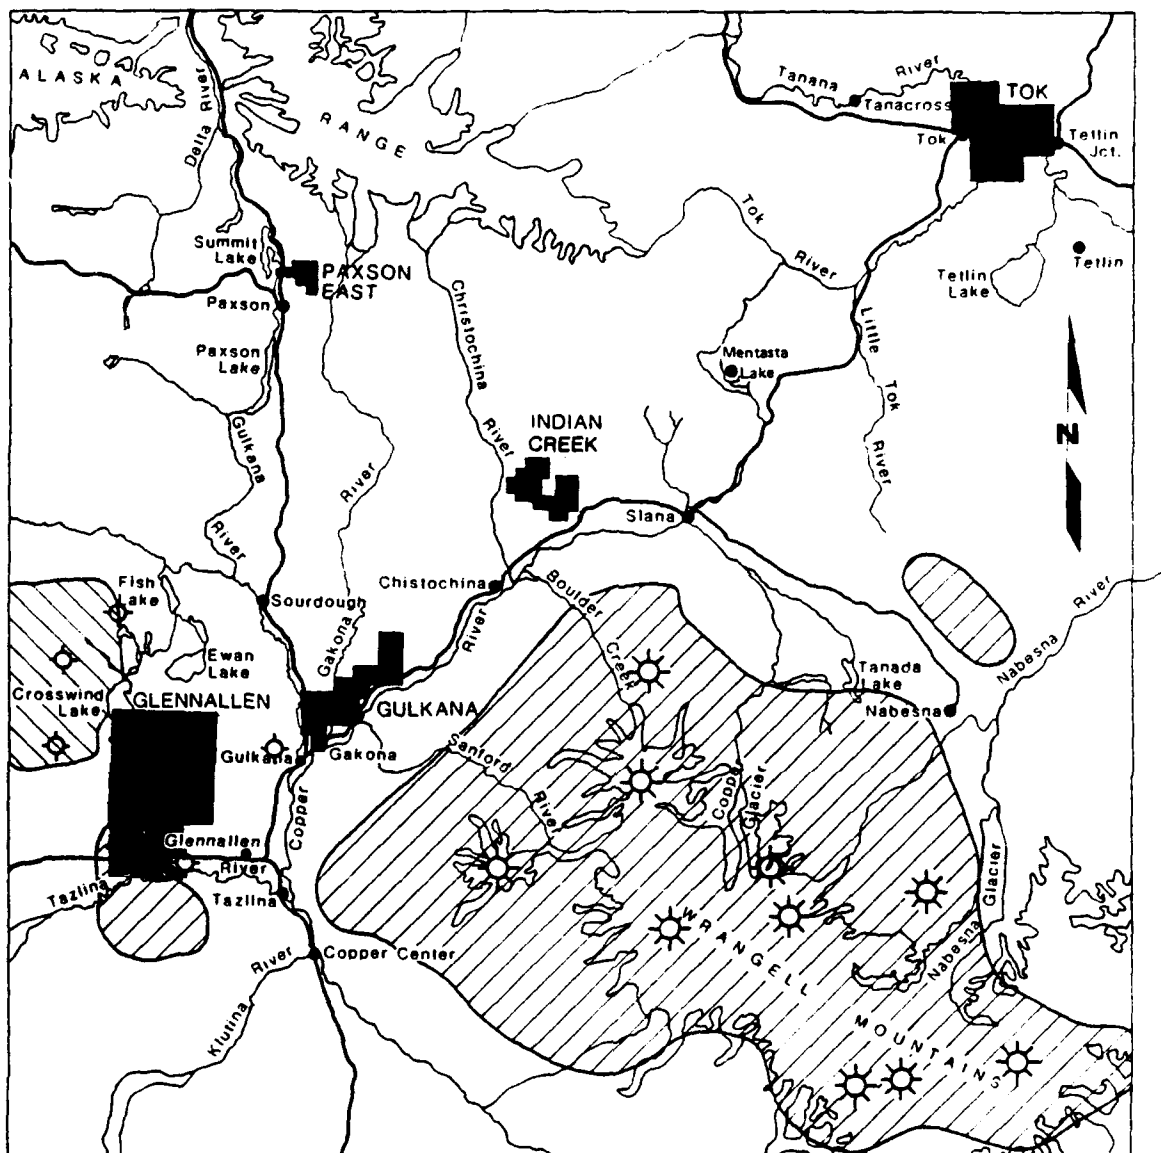 ALASKA
RANGE
Delta River
Tanana River
Tanacross
TOK
Tok
Tetlin
Jct.
Tetlin
Tetlin
Lake
Tok River
Little Tok River
Summit
Lake
PAXSON
EAST
Paxson
Paxson
Lake
Christochina River
Mentasta
Lake
Gulkana River
River
INDIAN
CREEK
N
Slana
Chistochina
Boulder Creek
River
Fish
Lake
Sourdough
Gakona
Ewan
Lake
Crosswind
Lake
GLENNALLEN
GULKANA
Gulkana
Gakona
Tanada
Lake
Nabesna
Nabesna River
Sanford River
Copper
Coppe Glacier
Glennallen
River
Tazlina
Tazlina
Copper Center
Klutina River
Nabesna Glacier
WRANGELL
MOUNTAINS